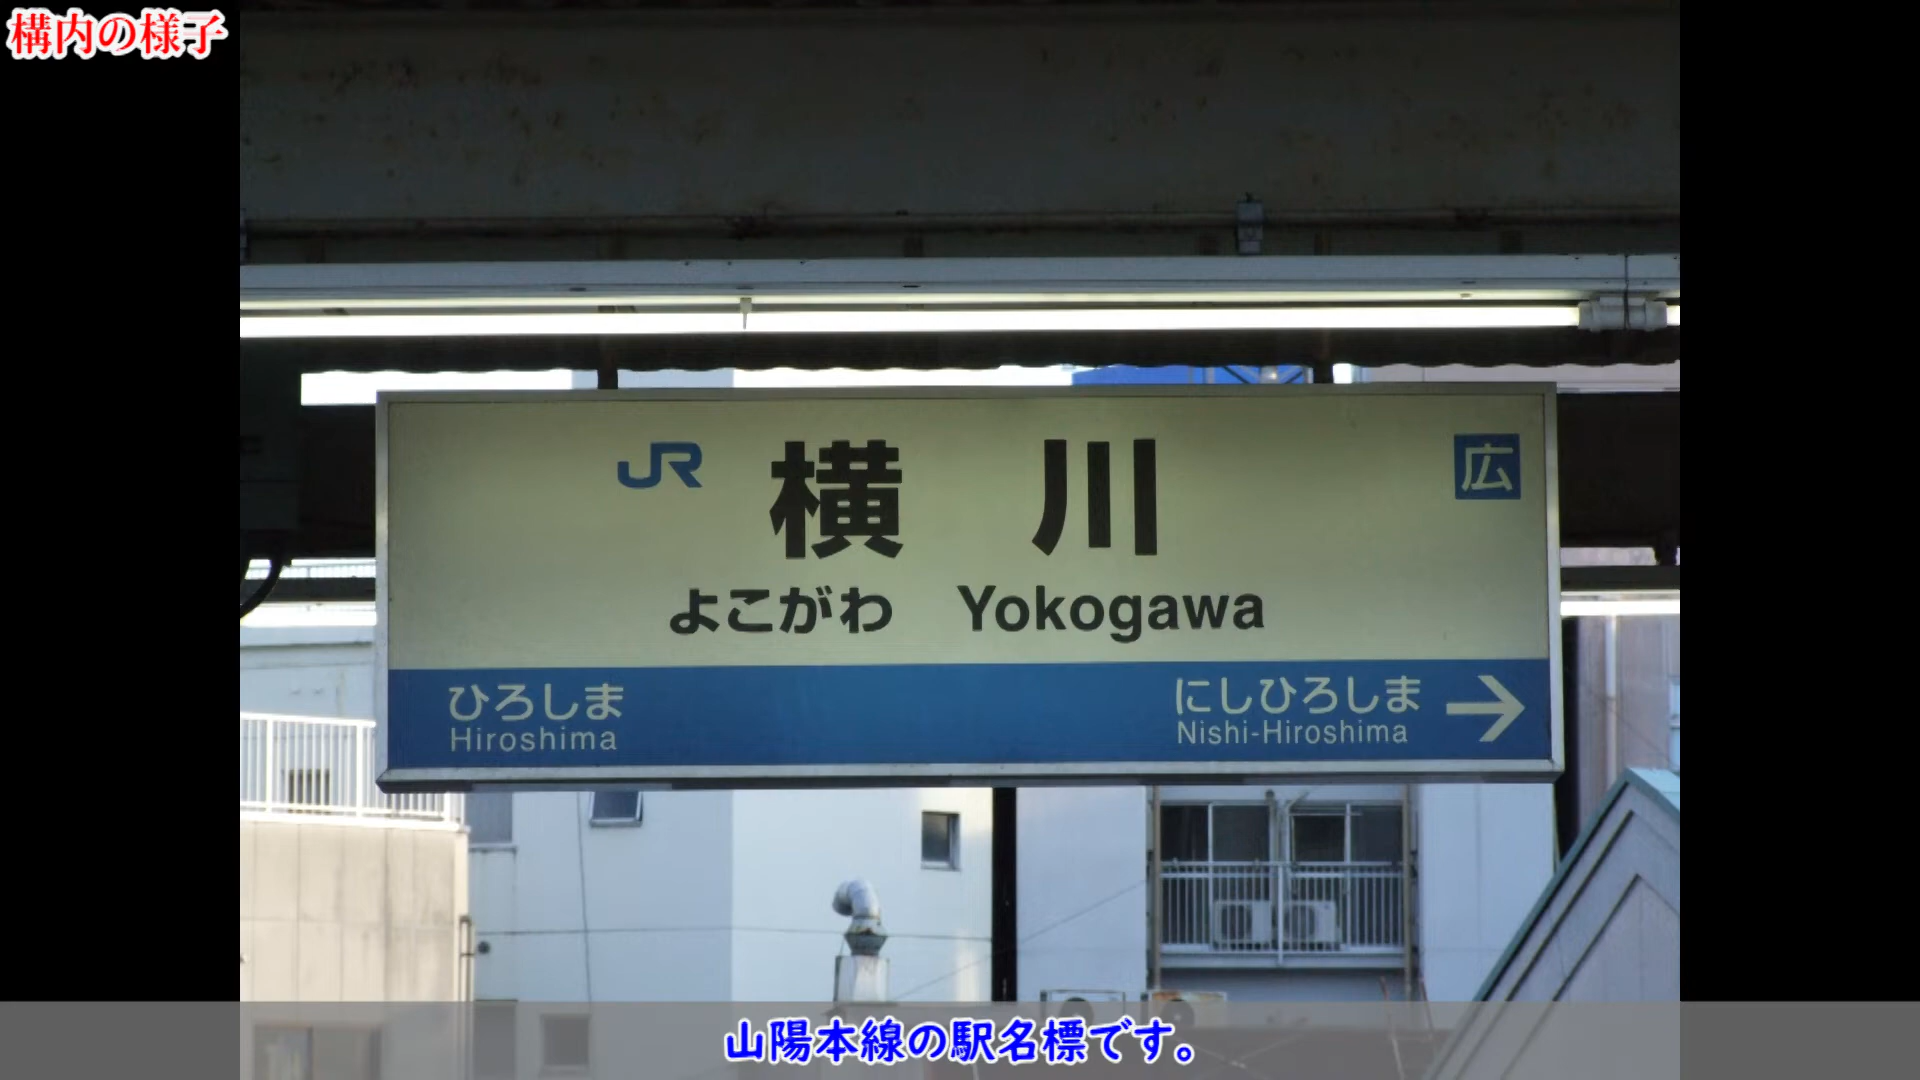 構内の様子
JR 横川 広
よこがわ Yokogawa
ひろしま にしひろしま →
Hiroshima Nishi-Hiroshima
山陽本線の駅名標です。